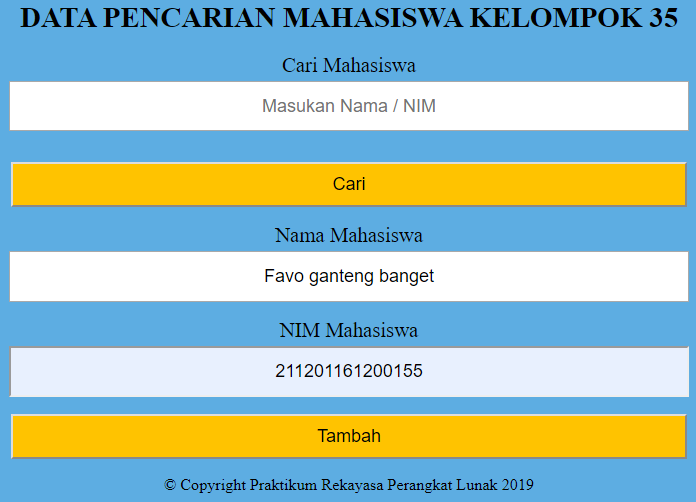 DATA PENCARIAN MAHASISWA KELOMPOK 35
Cari Mahasiswa
Masukan Nama / NIM
Cari
Nama Mahasiswa
Favo ganteng banget
NIM Mahasiswa
211201161200155
Tambah
© Copyright Praktikum Rekayasa Perangkat Lunak 2019